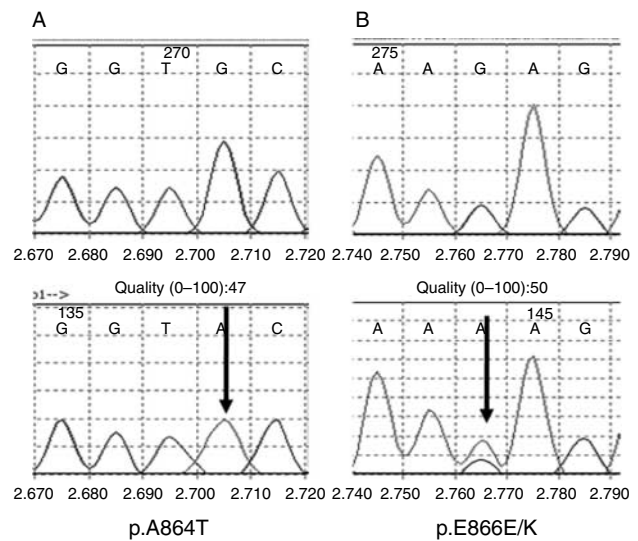 A
B
270
G G T G C
275
A A G A G
2.670 2.680 2.690 2.700 2.710 2.720
2.740 2.750 2.760 2.770 2.780 2.790
Quality (0–100):47
Quality (0–100):50
135
G G T A C
145
A A A A G
2.670 2.680 2.690 2.700 2.710 2.720
2.740 2.750 2.760 2.770 2.780 2.790
p.A864T
p.E866E/K